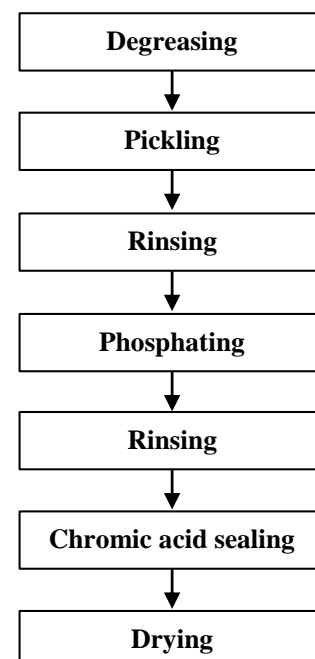 Degreasing
Pickling
Rinsing
Phosphating
Rinsing
Chromic acid sealing
Drying